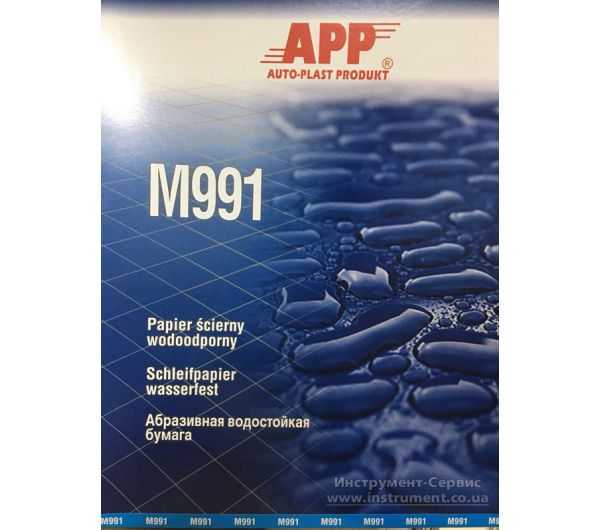 APP®
AUTO-PLAST PRODUKT
M991
Papier ścierny
wodoodporny
Schleifpapier
wasserfest
Абразивная водостойкая
бумага
Инструмент-Сервис
www.instrument.co.ua
M991 M991 M991 M991 M991 M991 M991 M991 M991 M9